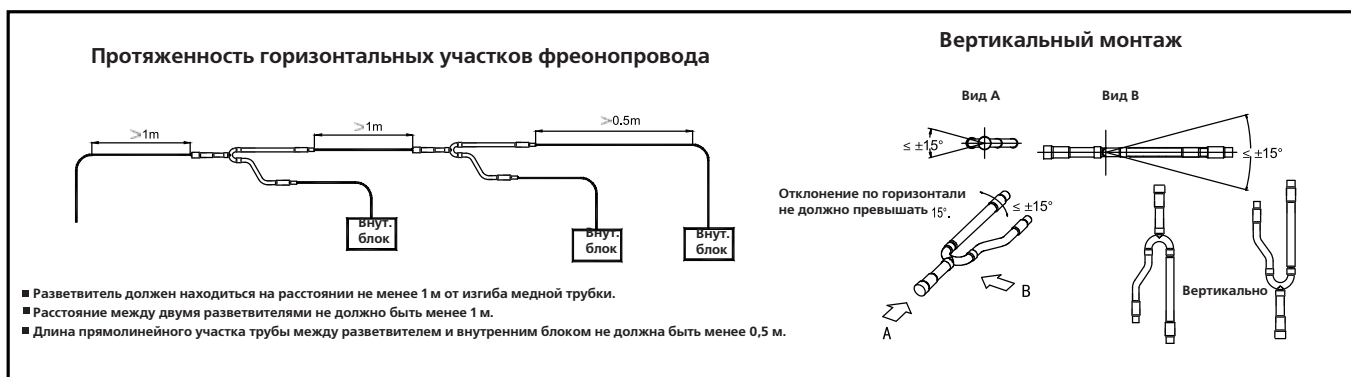 Протяженность горизонтальных участков фреонопровода
>1m
>1m
>0.5m
Внут.
блок
Внут.
блок
Внут.
блок
■ Разветвитель должен находиться на расстоянии не менее 1 м от изгиба медной трубки.
■ Расстояние между двумя разветвителями не должно быть менее 1 м.
■ Длина прямолинейного участка трубы между разветвителем и внутренним блоком не должна быть менее 0,5 м.
Вертикальный монтаж
Вид A
Вид B
≤ ±15°
≤ ±15°
Отклонение по горизонтали
не должно превышать 15°.
≤ ±15°
A
B
Вертикально